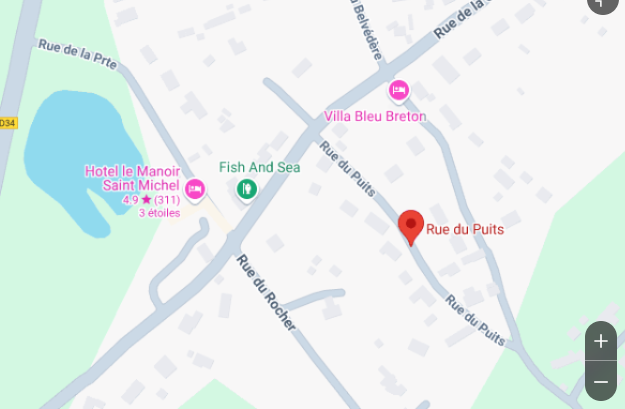 u Belvédère
Rue de la
Rue de la Prte
D34
Villa Bleu Breton
Fish And Sea
Rue du Puits
Hotel le Manoir
Saint Michel
4.9 ★ (311)
3 étoiles
Rue du Puits
Rue du Rocher
Rue du Puits
+
−